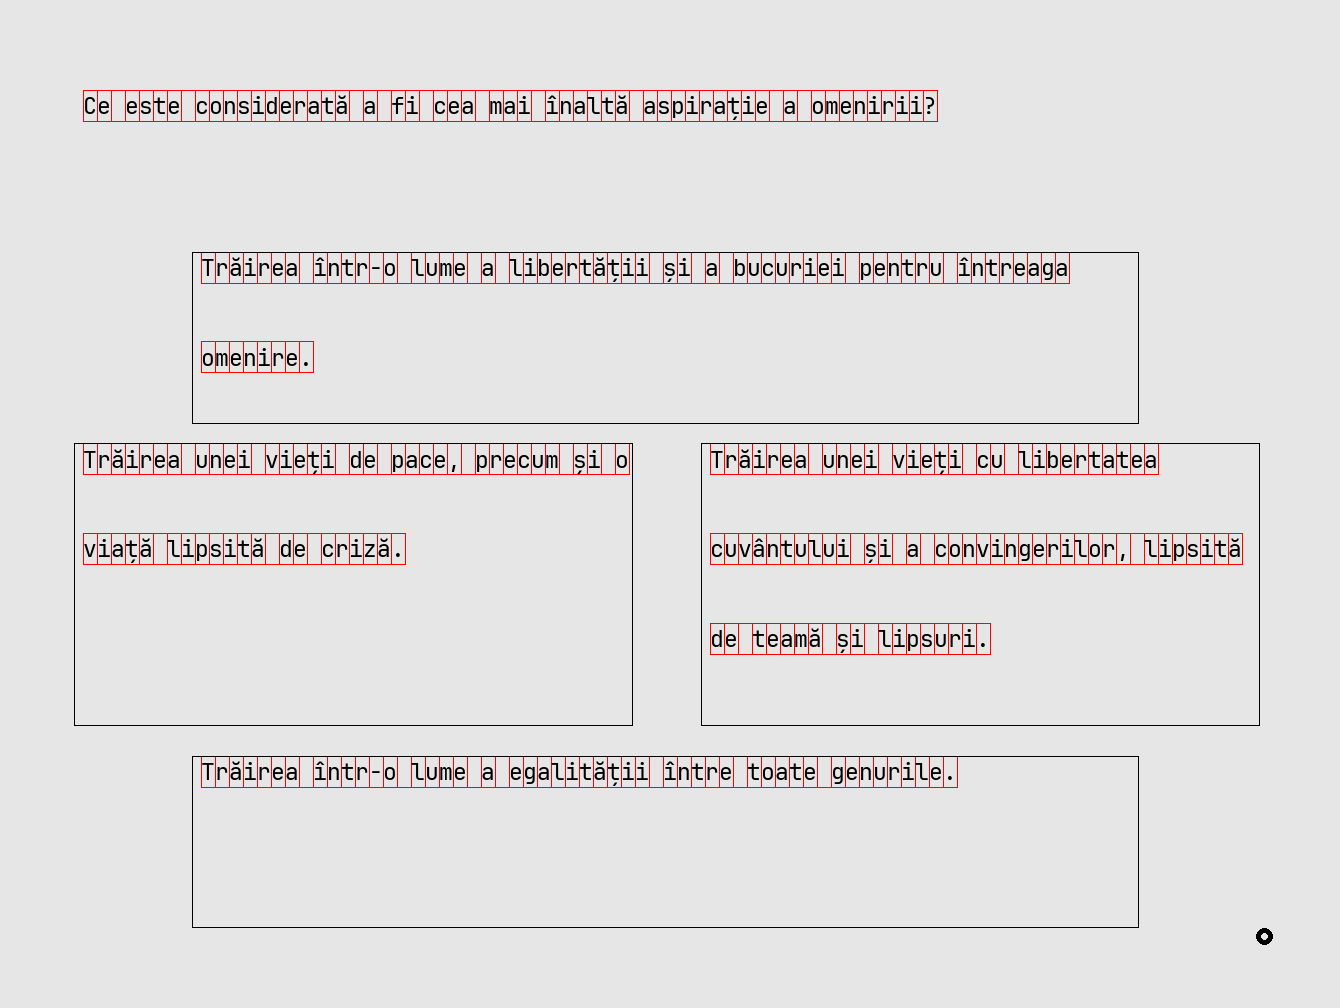 Ce este considerată a fi cea mai înaltă aspirație a omenirii?
Trăirea într-o lume a libertății și a bucuriei pentru întreaga
omenire.
Trăirea unei vieți de pace, precum și o
viață lipsită de criză.
Trăirea unei vieți cu libertatea
cuvântului și a convingerilor, lipsită
de teamă și lipsuri.
Trăirea într-o lume a egalității între toate genurile.